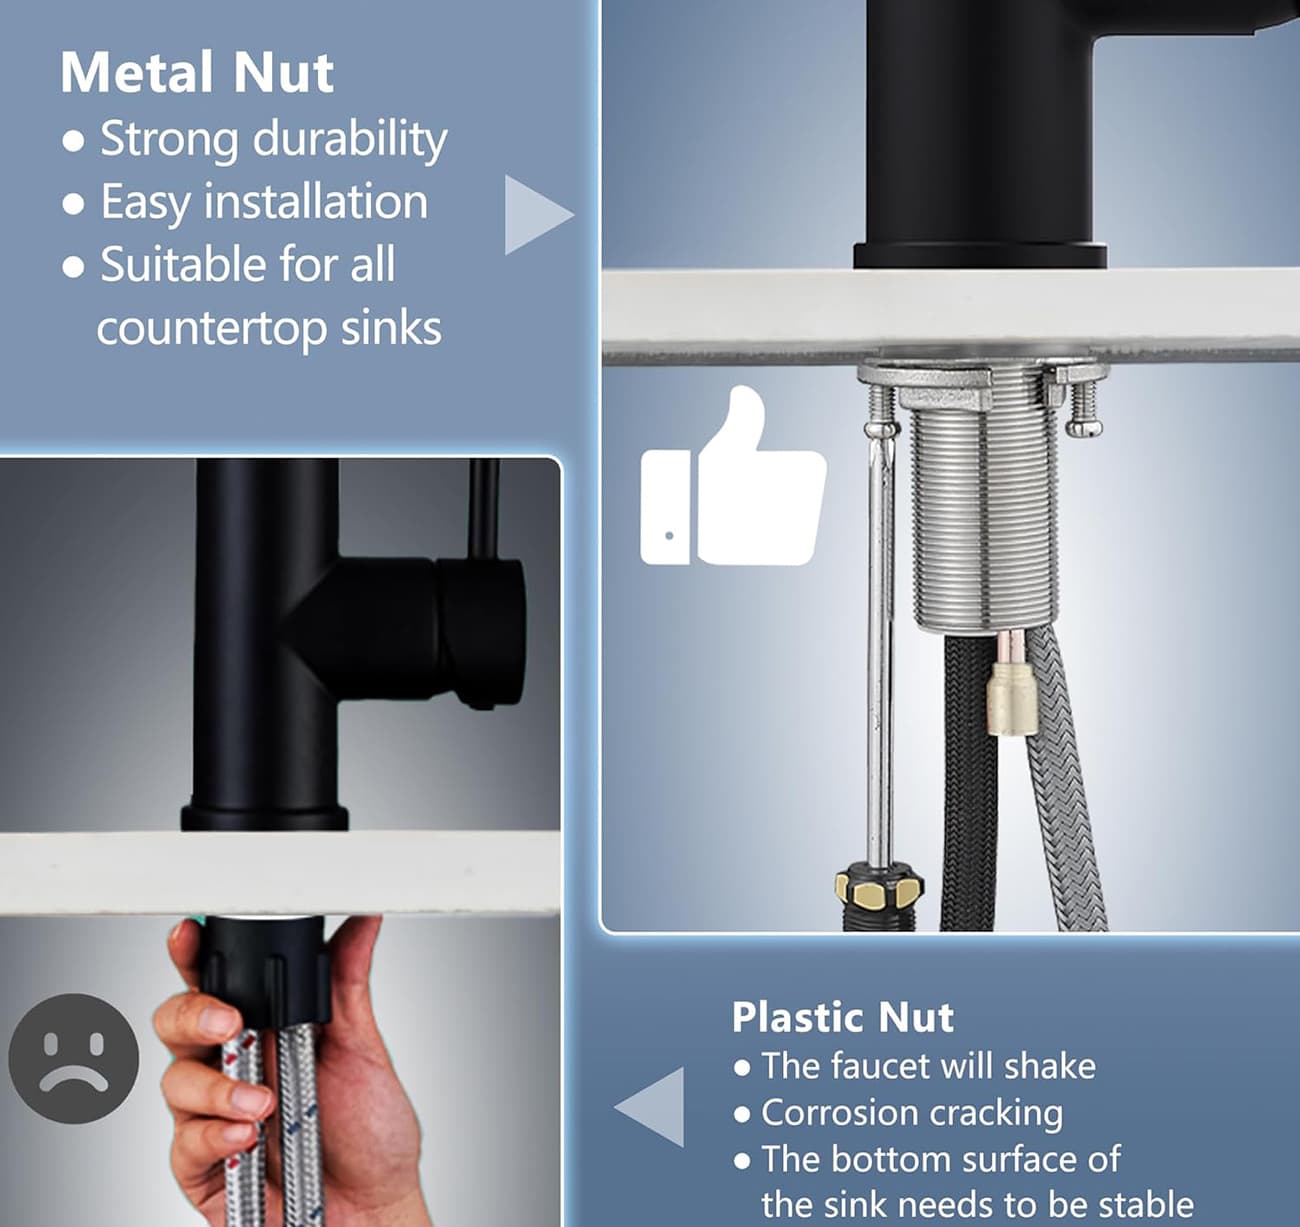 Metal Nut
● Strong durability
● Easy installation
● Suitable for all
countertop sinks
Plastic Nut
● The faucet will shake
● Corrosion cracking
● The bottom surface of
the sink needs to be stable